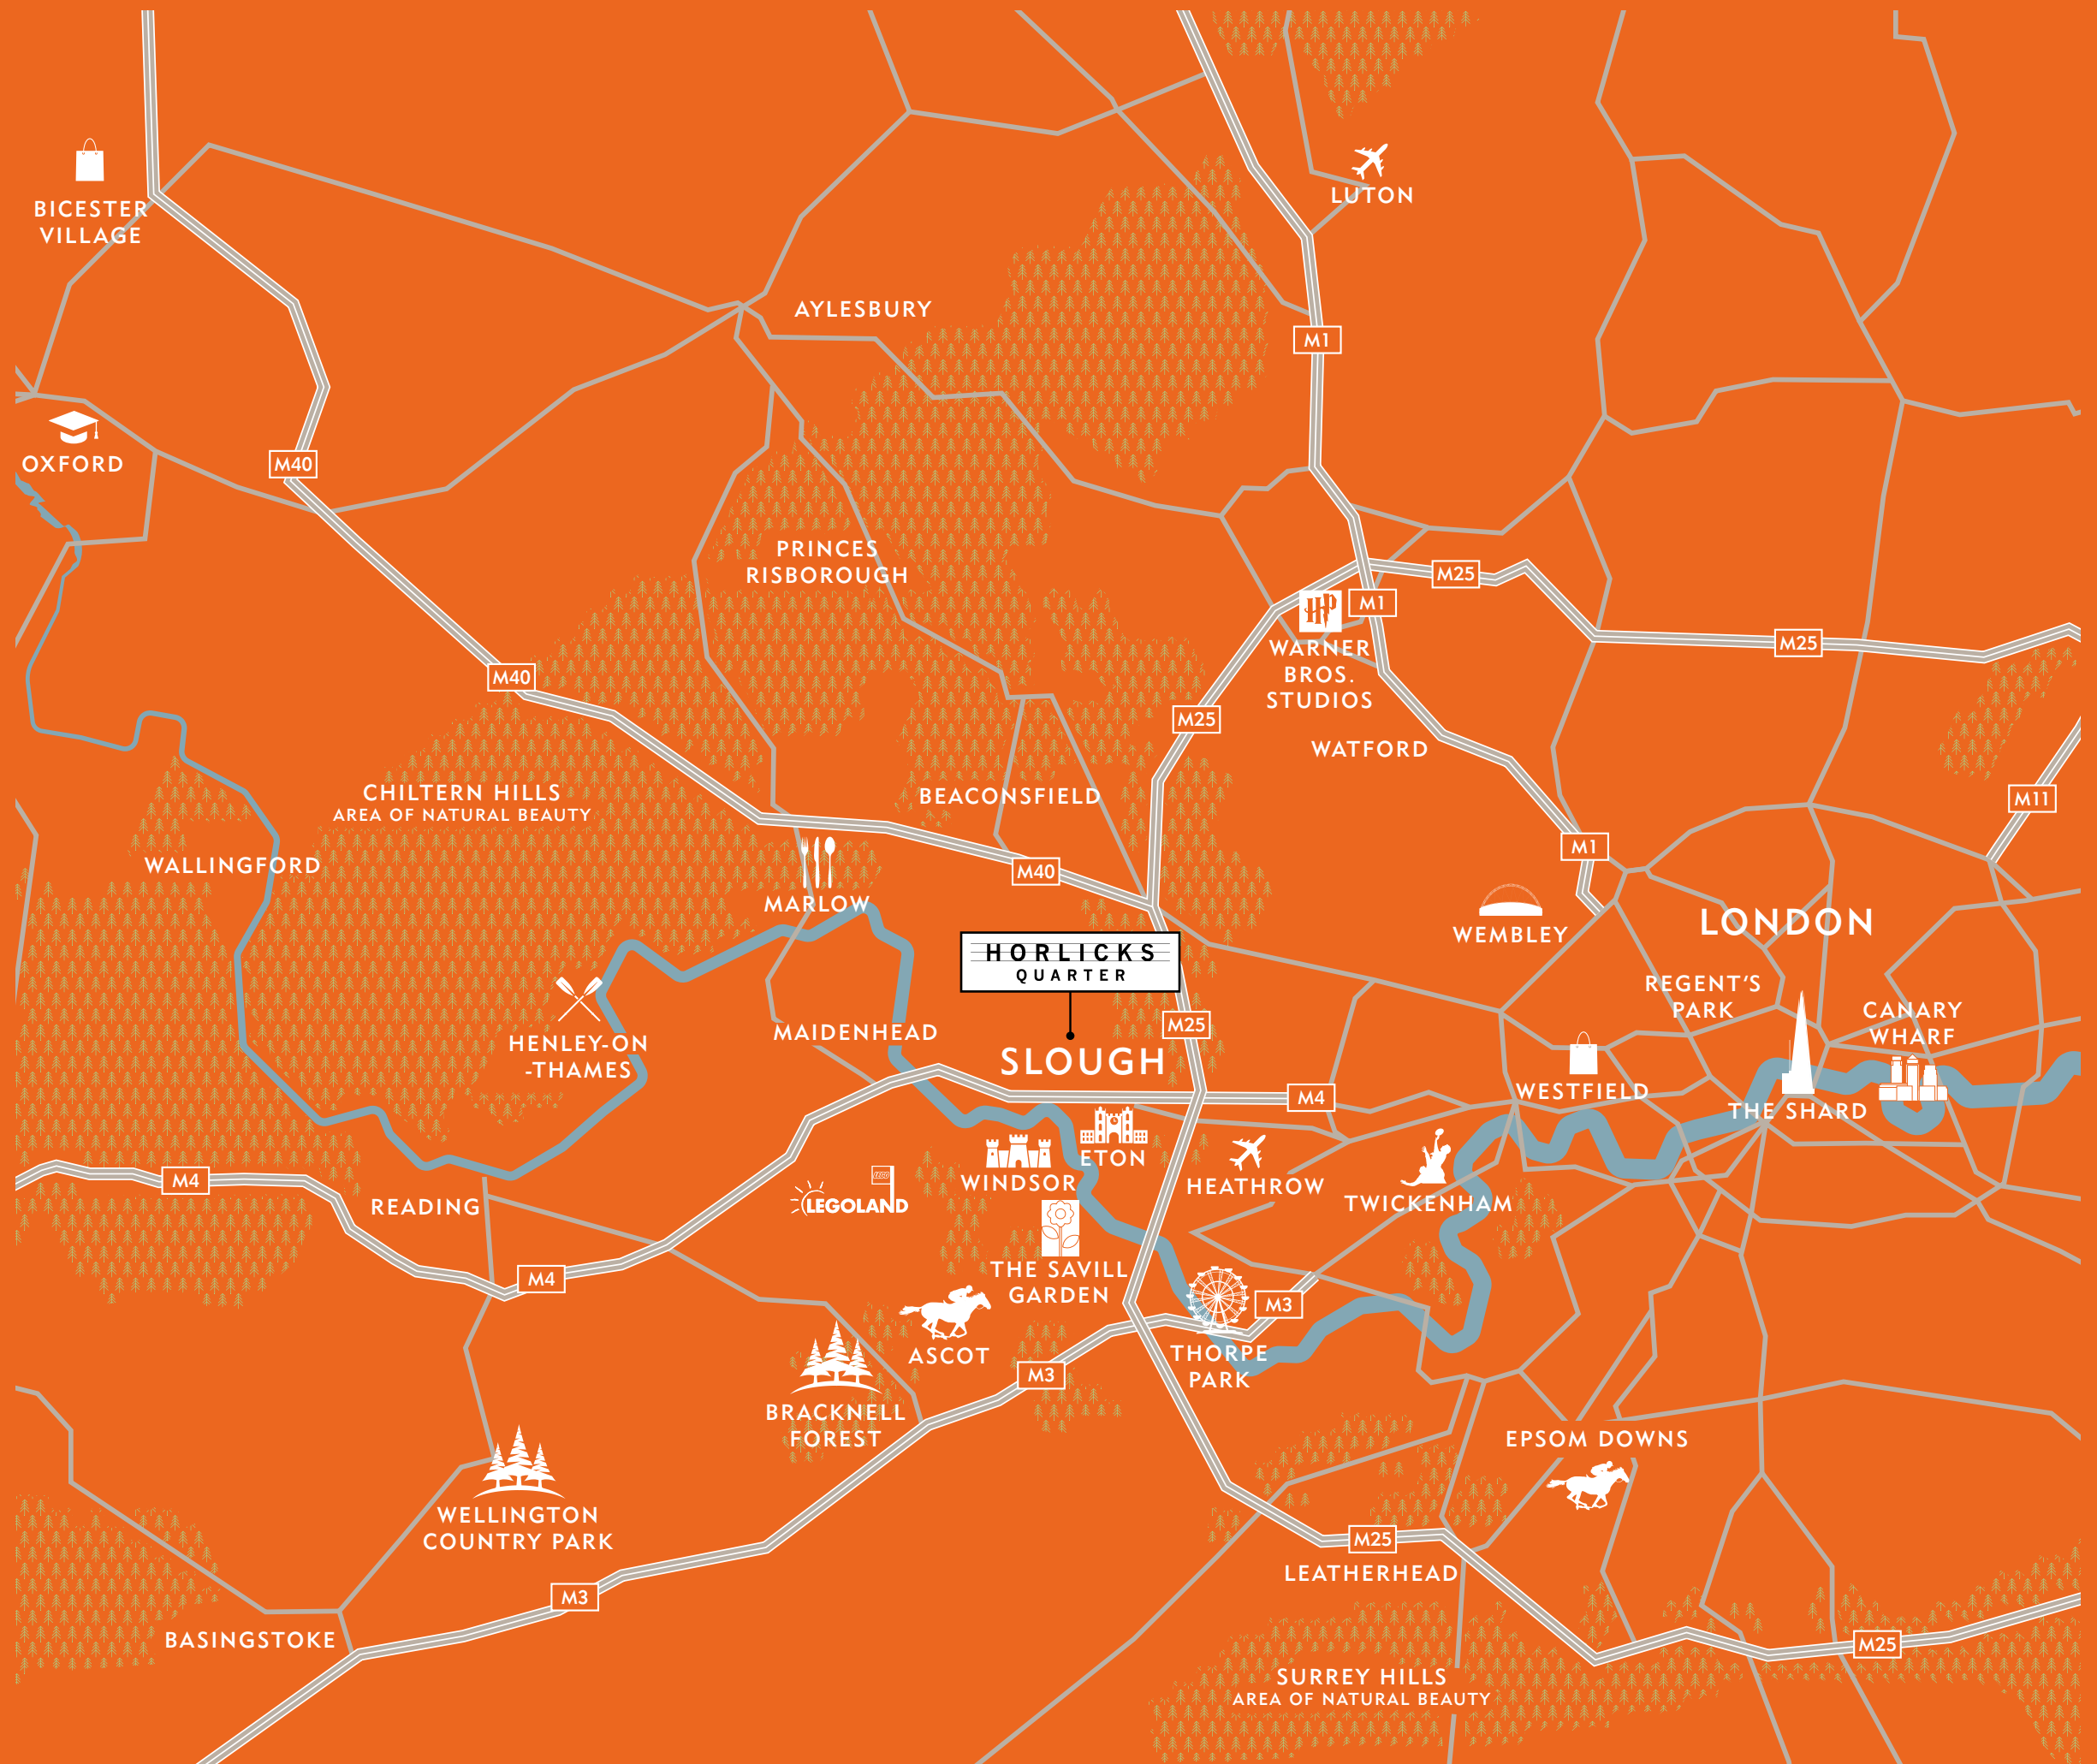 LUTON
BICESTER
VILLAGE
AYLESBURY
M1
OXFORD
M40
PRINCES
RISBOROUGH
M25
M1
HP
WARNER
BROS.
STUDIOS
M25
M40
M25
WATFORD
CHILTERN HILLS
AREA OF NATURAL BEAUTY
BEACONSFIELD
M11
M1
WALLINGFORD
M40
MARLOW
WEMBLEY
LONDON
HORLICKS
QUARTER
REGENT'S
PARK
CANARY
WHARF
M25
MAIDENHEAD
HENLEY-ON
-THAMES
SLOUGH
M4
WESTFIELD
THE SHARD
ETON
WINDSOR
HEATHROW
TWICKENHAM
M4
READING
LEGO
LEGOLAND
THE SAVILL
GARDEN
M4
M3
ASCOT
THORPE
PARK
M3
BRACKNELL
FOREST
EPSOM DOWNS
WELLINGTON
COUNTRY PARK
M25
LEATHERHEAD
M3
BASINGSTOKE
M25
SURREY HILLS
AREA OF NATURAL BEAUTY